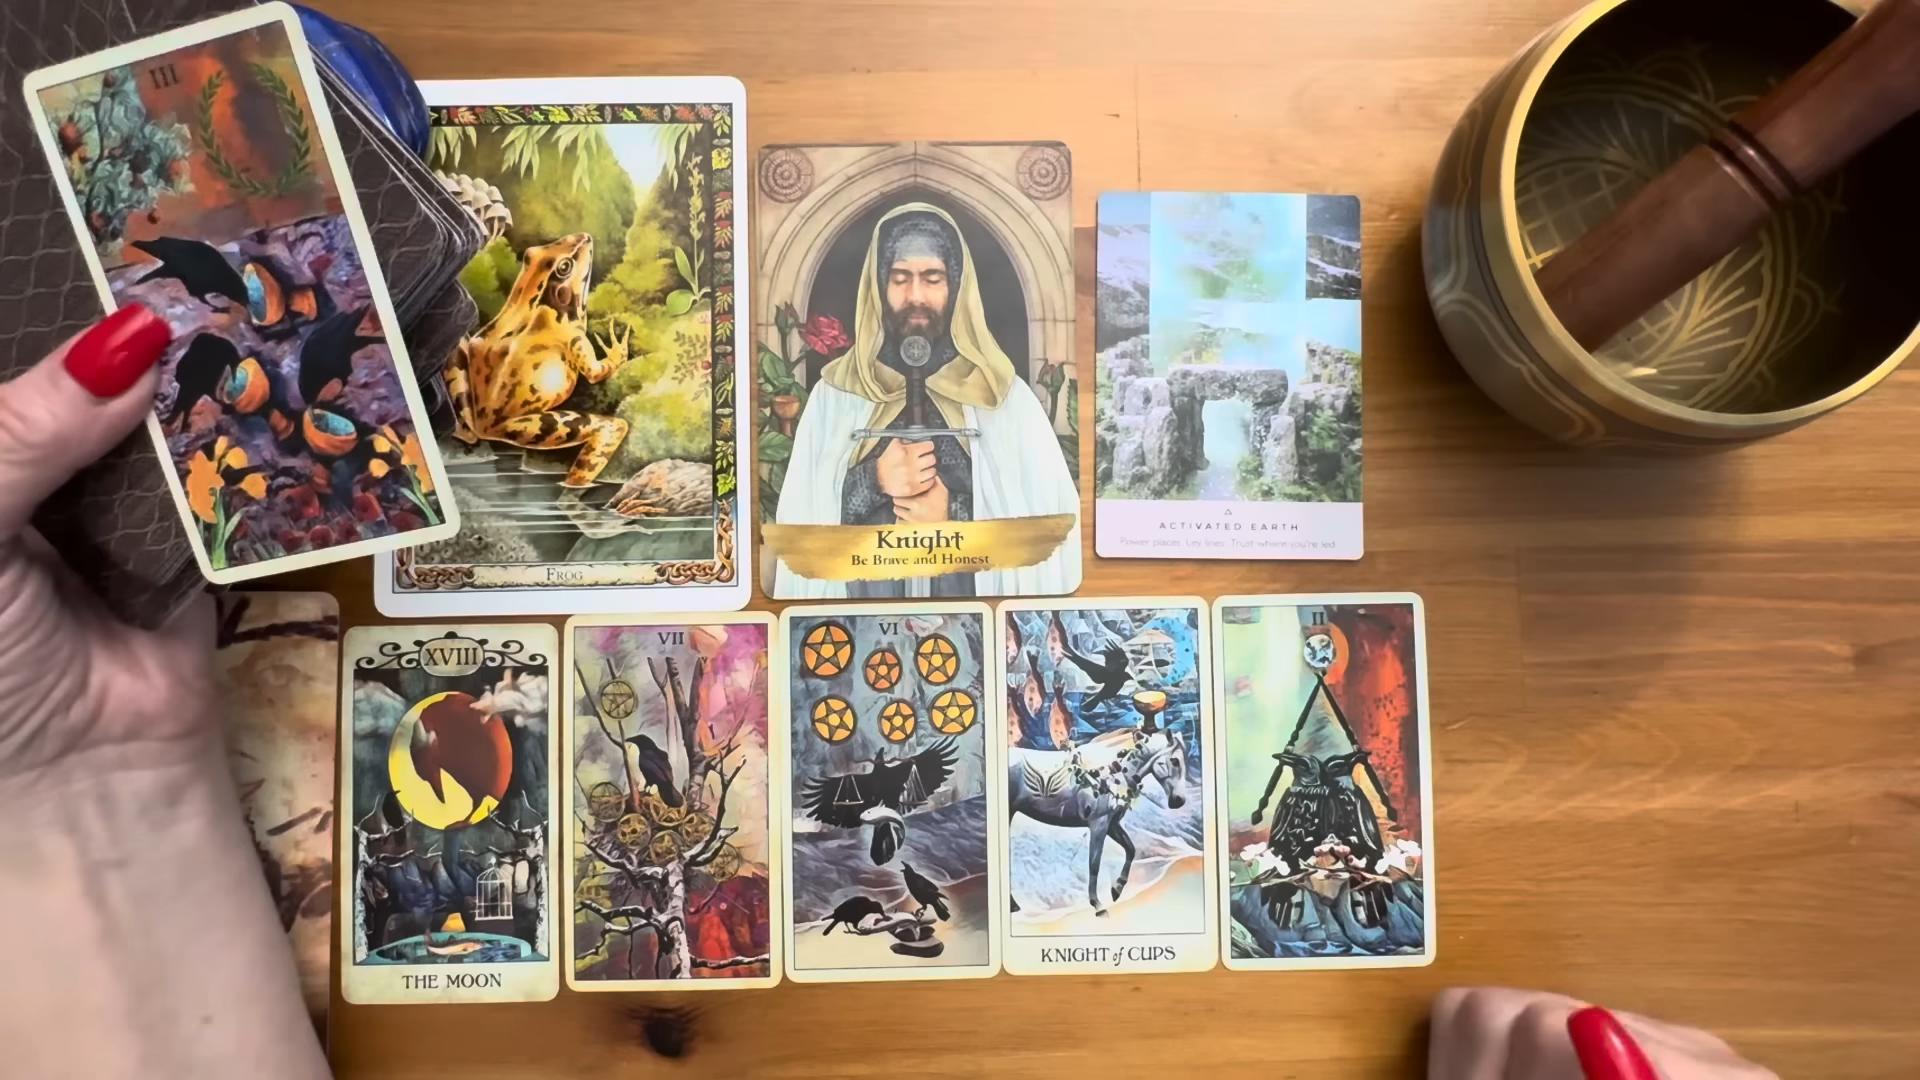 III
FROG
Knight
Be Brave and Honest
ACTIVATED EARTH
Power places. Ley lines. Trust where you're led.
XVIII
THE MOON
VII
VI
KNIGHT of CUPS
II